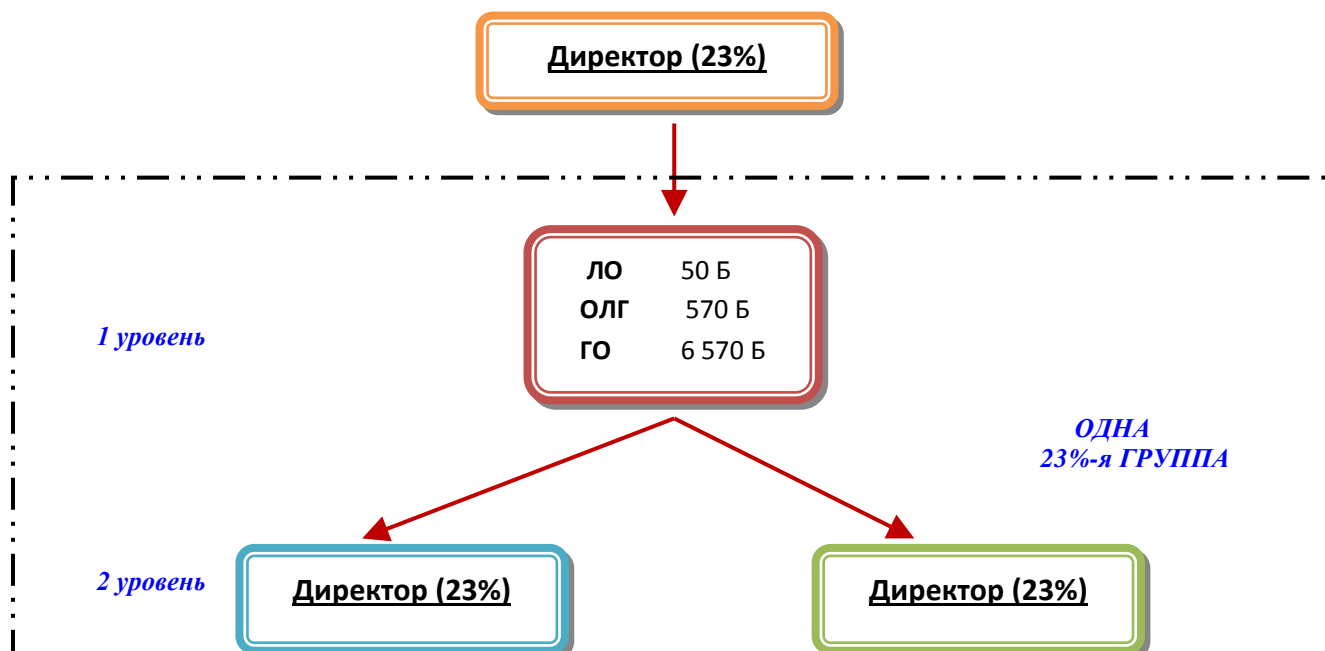 Директор (23%)
ЛО 50 Б
ОЛГ 570 Б
1 уровень
ГО 6 570 Б
ОДНА
23%-я ГРУППА
2 уровень
Директор (23%)
Директор (23%)